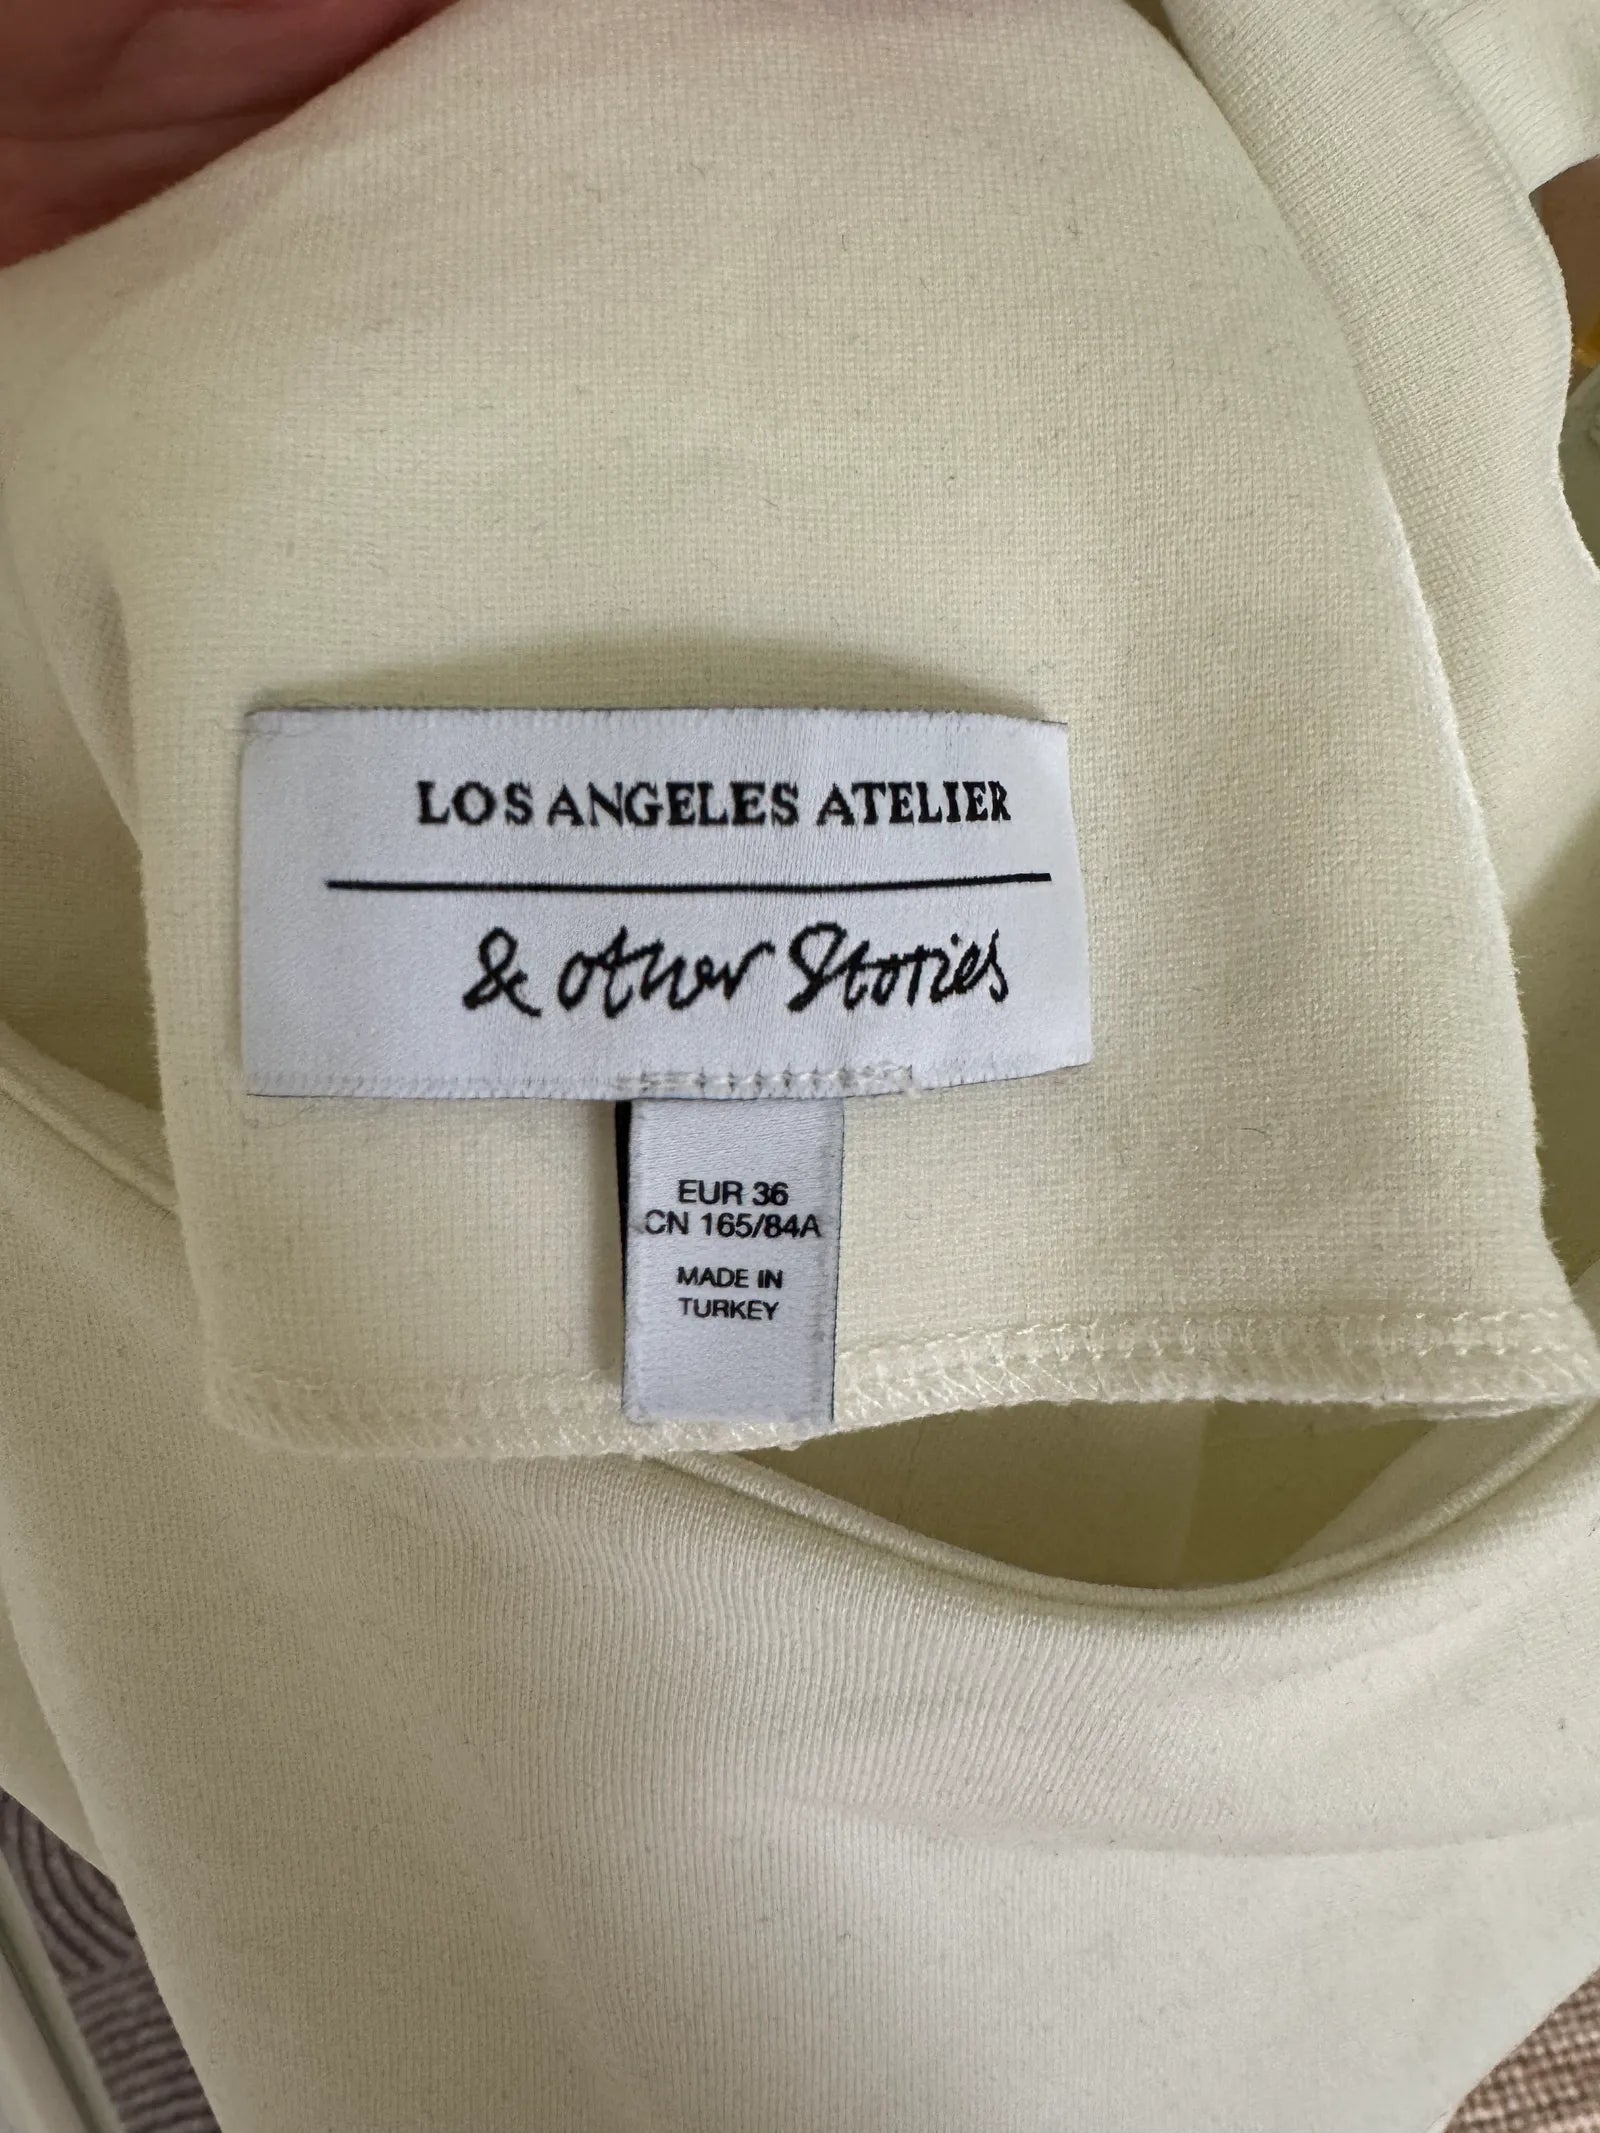 LOS ANGELES ATELIER
& other Stories
EUR 36
CN 165/84A
MADE IN
TURKEY